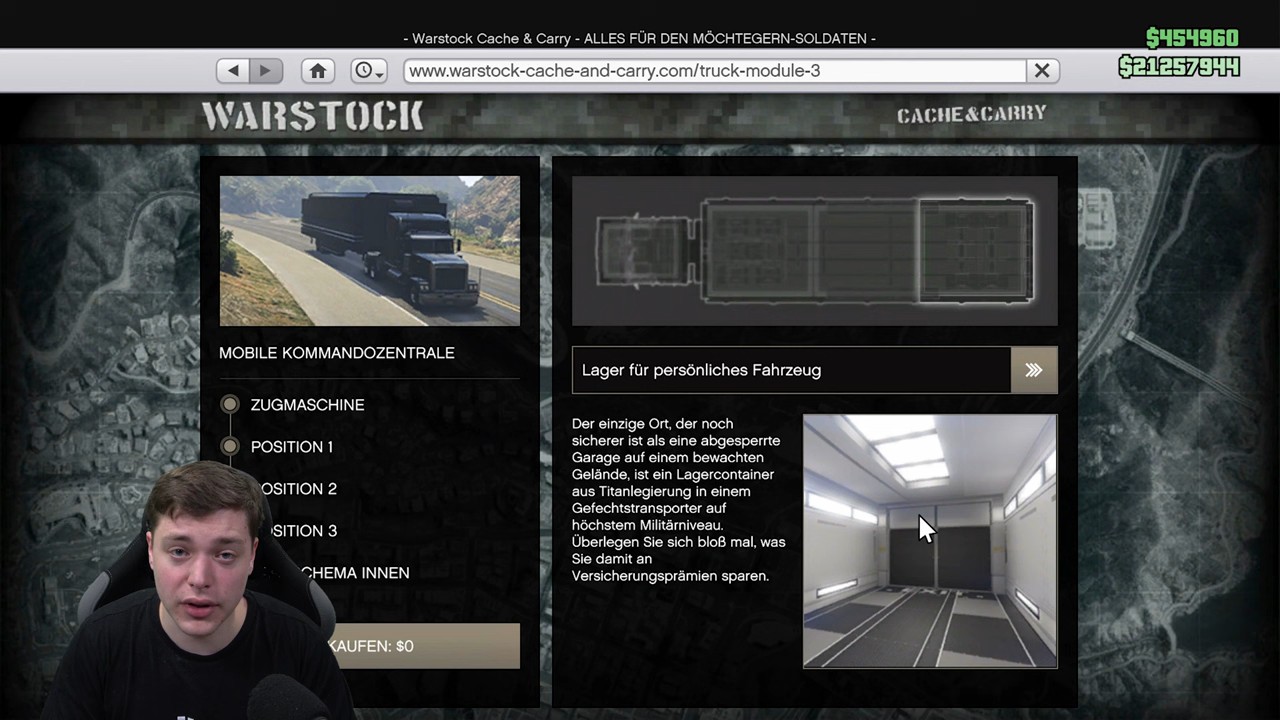 - Warstock Cache & Carry - ALLES FÜR DEN MÖCHTEGERN-SOLDATEN -
$454960
$21257944
www.warstock-cache-and-carry.com/truck-module-3
WARSTOCK
CACHE&CARRY
MOBILE KOMMANDOZENTRALE
ZUGMASCHINE
POSITION 1
OSITION 2
OSITION 3
CHEMA INNEN
KAUFEN: $0
Lager für persönliches Fahrzeug
Der einzige Ort, der noch
sicherer ist als eine abgesperrte
Garage auf einem bewachten
Gelände, ist ein Lagercontainer
aus Titanlegierung in einem
Gefechtstransporter auf
höchstem Militärniveau.
Überlegen Sie sich bloß mal, was
Sie damit an
Versicherungsprämien sparen.